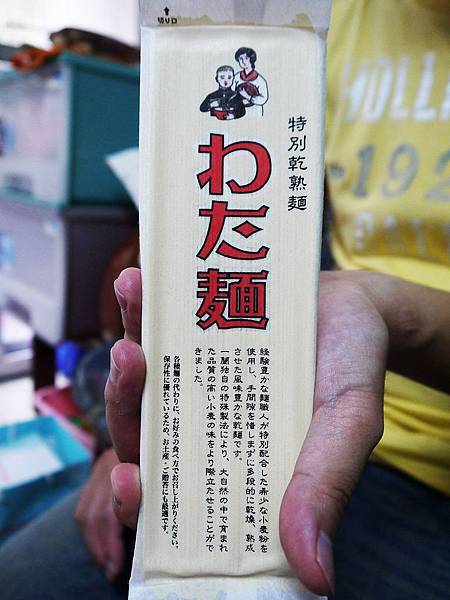 切り口
特別乾熟麺
わた麺
経験豊かな麺職人が特別配合した希少な小麦粉を
使用し、手間隙を惜しまずに多段的に乾燥、熟成
させた風味豊かな乾麺です。
一蘭独自の特殊製法により、大自然の中で育まれ
た品質の高い小麦の味をより際立たせることがで
きました。
各種麺の代わりに、お好みの食べ方でお召し上がりください。
保存性に優れているため、お土産・ご贈答にも最適です。
HOLL
192